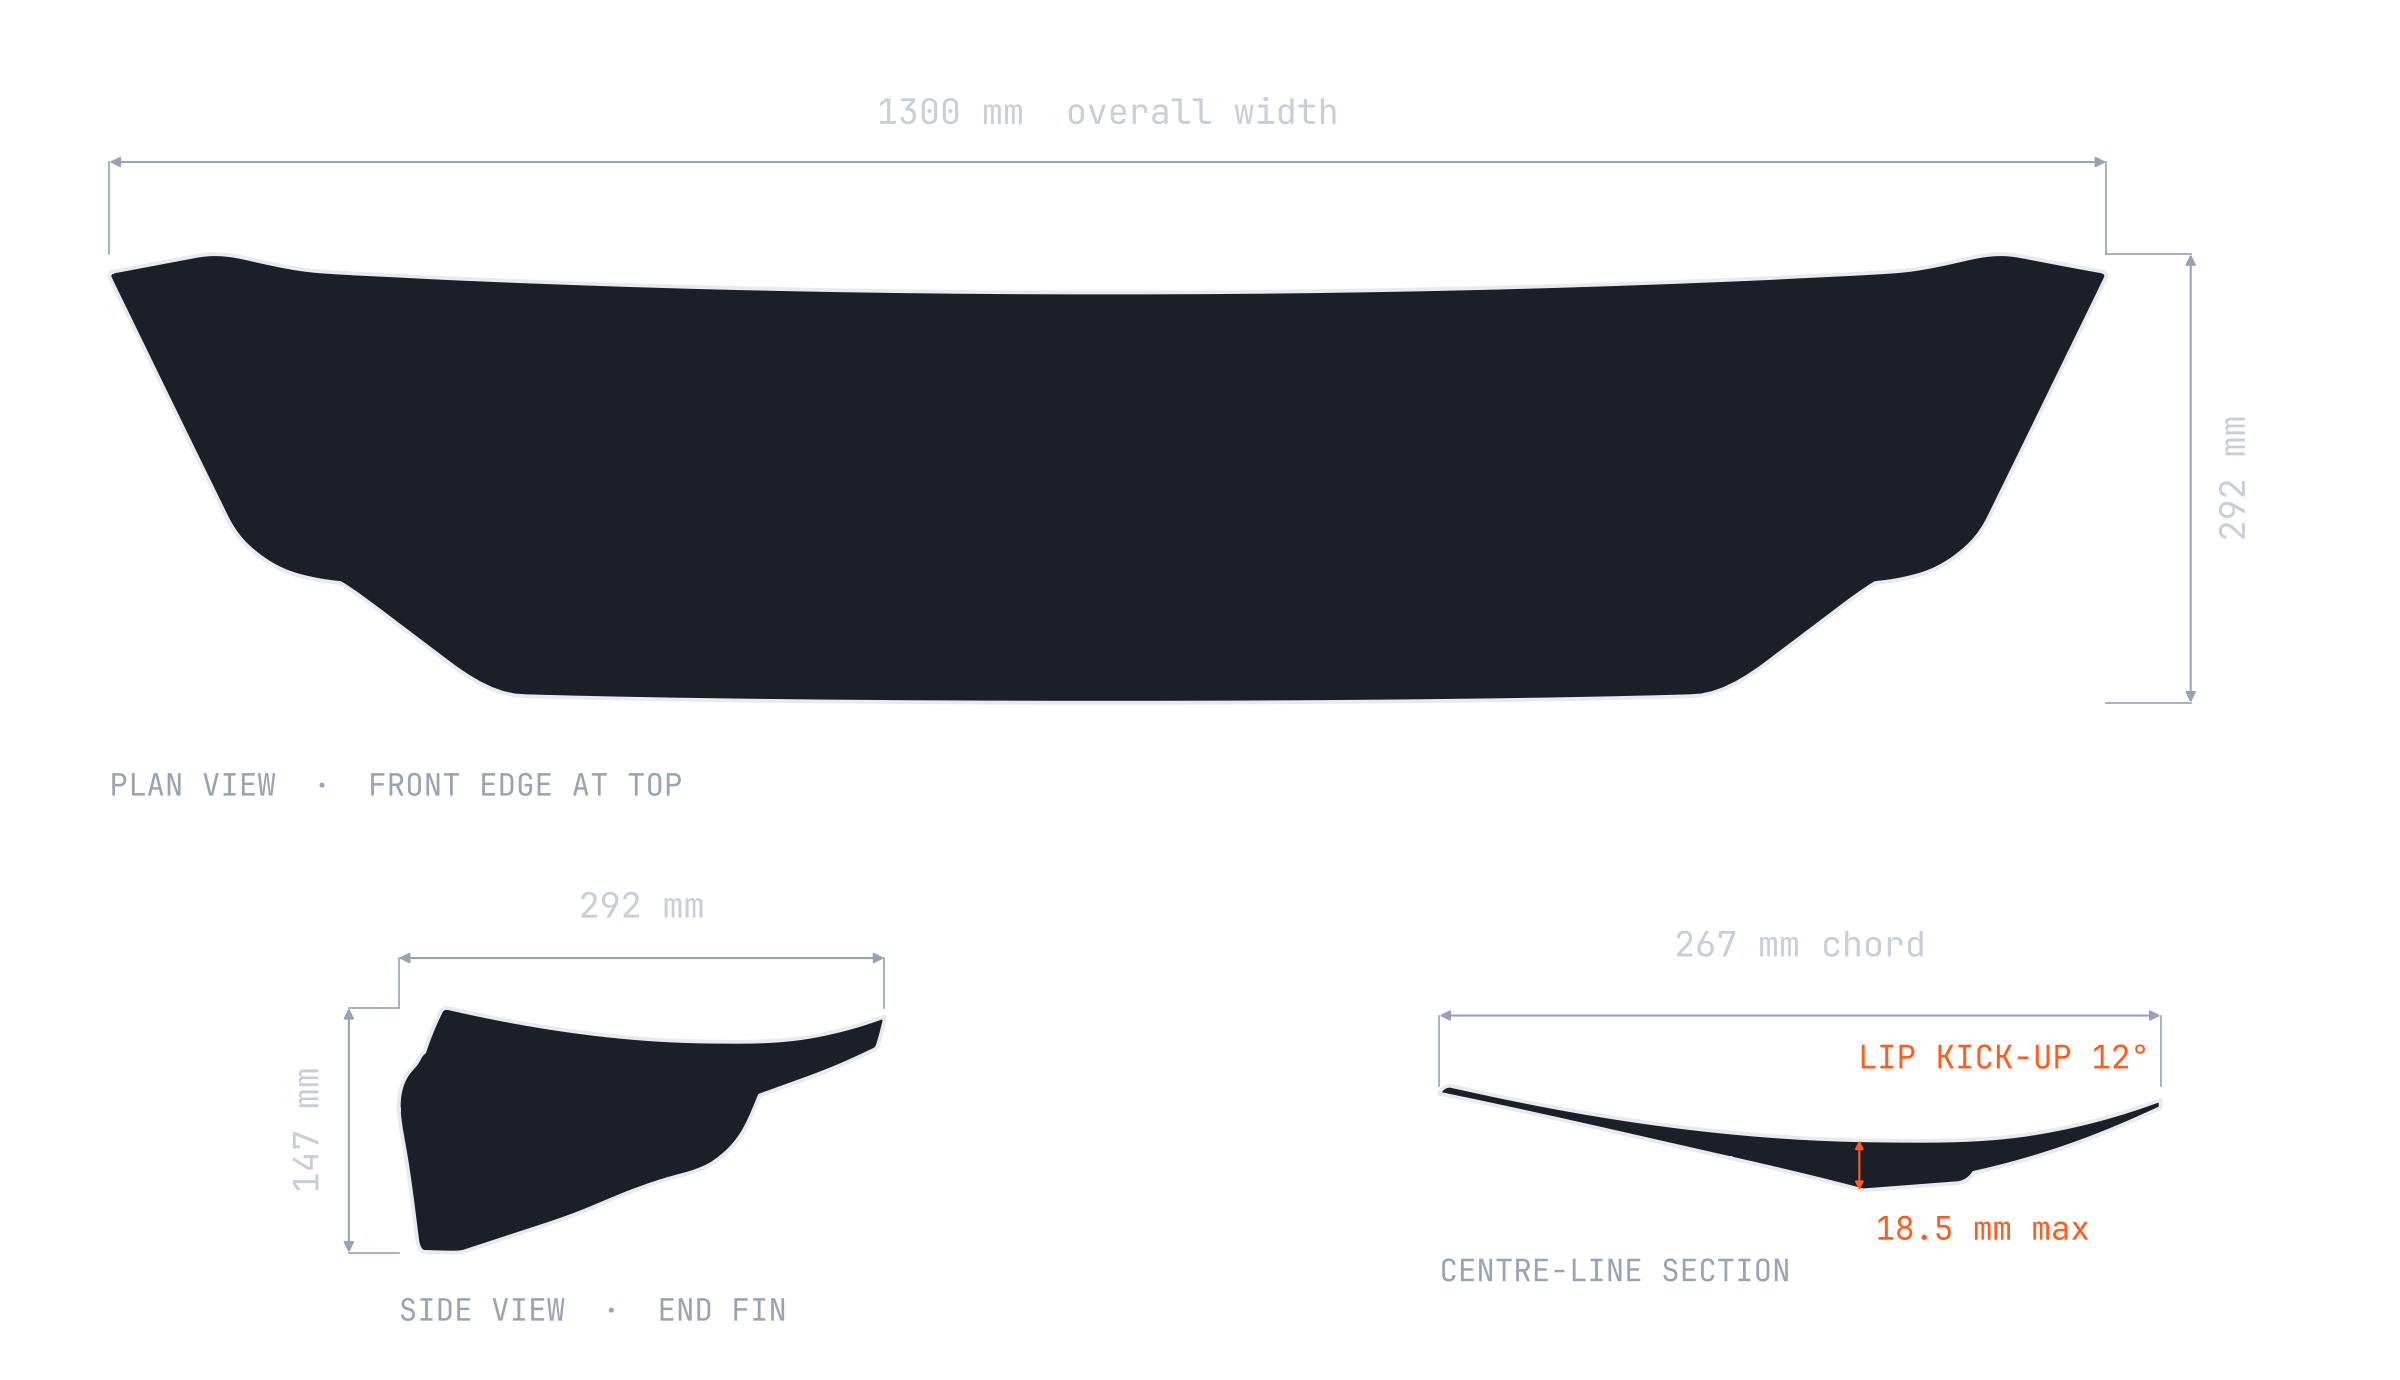 1300 mm  overall width
292 mm
PLAN VIEW · FRONT EDGE AT TOP
292 mm
147 mm
SIDE VIEW · END FIN
267 mm chord
LIP KICK-UP 12°
18.5 mm max
CENTRE-LINE SECTION